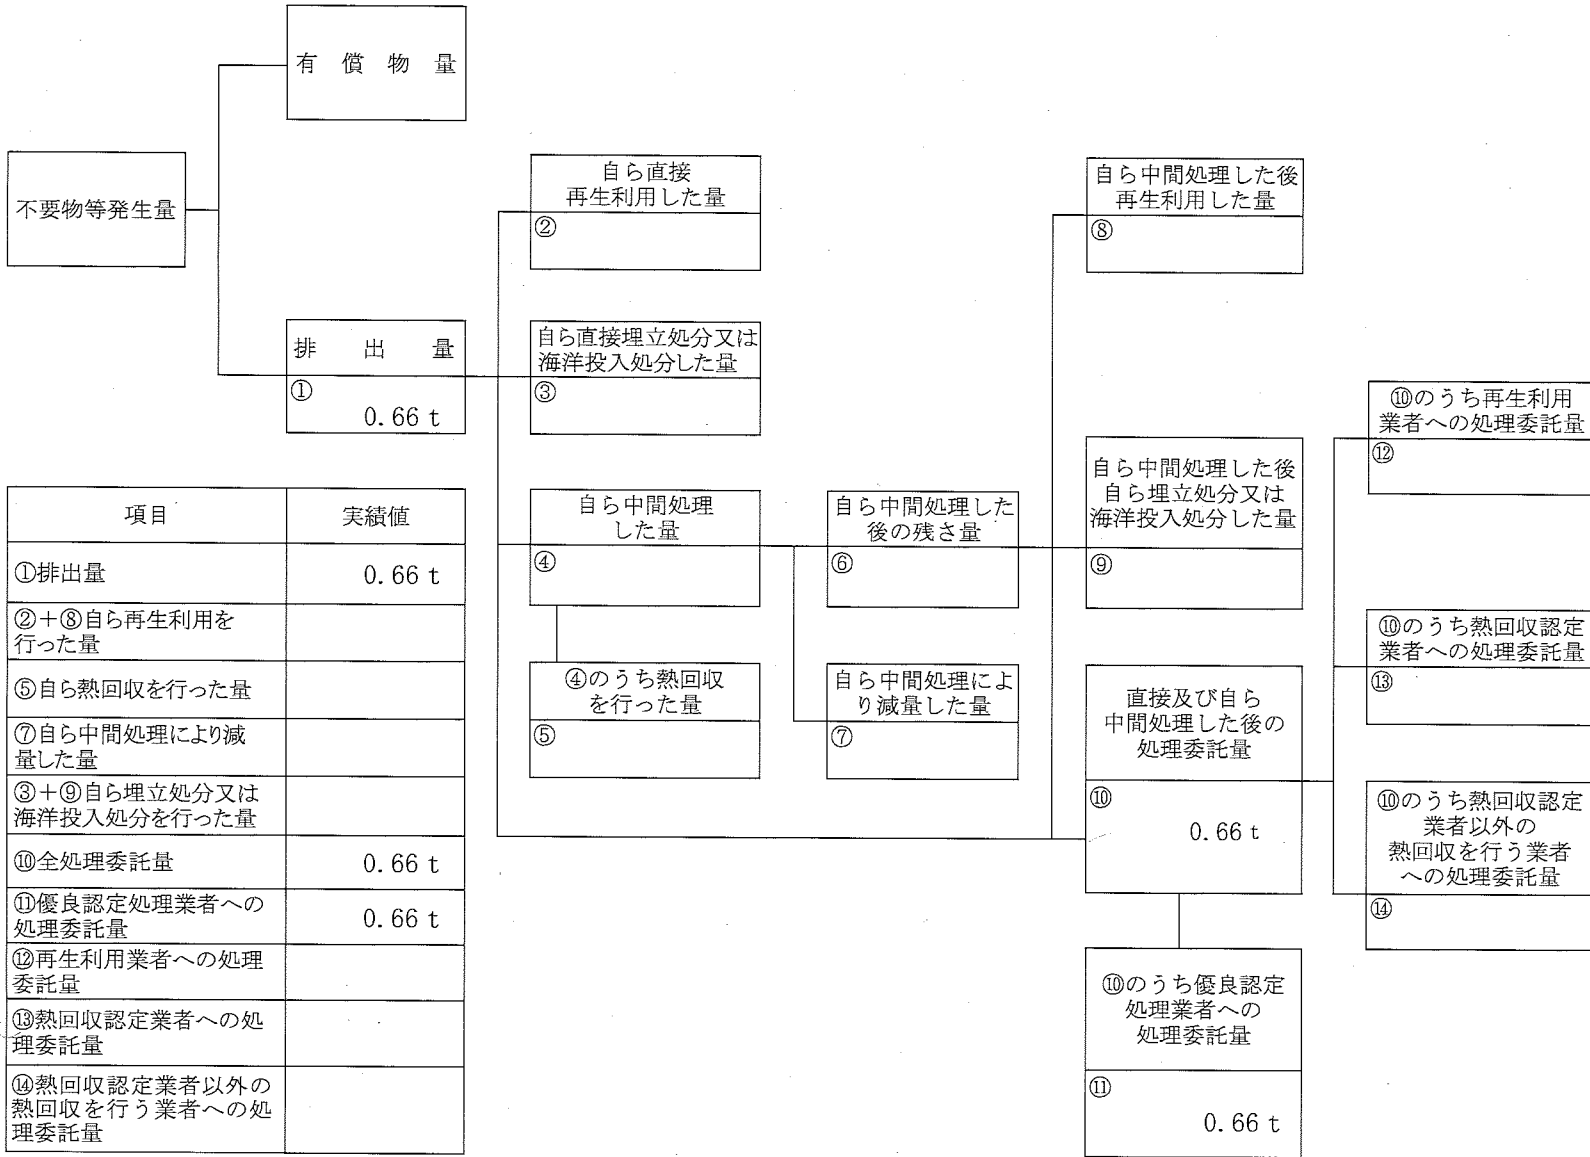 有償物量
不要物等発生量
排出量
①
0.66 t
自ら直接
再生利用した量
②
自ら直接埋立処分又は
海洋投入処分した量
③
自ら中間処理
した量
④
④のうち熱回収
を行った量
⑤
自ら中間処理した
後の残さ量
⑥
自ら中間処理によ
り減量した量
⑦
自ら中間処理した後
再生利用した量
⑧
自ら中間処理した後
自ら埋立処分又は
海洋投入処分した量
⑨
直接及び自ら
中間処理した後の
処理委託量
⑩
0.66 t
⑩のうち優良認定
処理業者への
処理委託量
⑪
0.66 t
⑩のうち再生利用
業者への処理委託量
⑫
⑩のうち熱回収認定
業者への処理委託量
⑬
⑩のうち熱回収認定
業者以外の
熱回収を行う業者
への処理委託量
⑭
項目 実績値
①排出量 0.66 t
②＋⑧自ら再生利用を
行った量
⑤自ら熱回収を行った量
⑦自ら中間処理により減
量した量
③＋⑨自ら埋立処分又は
海洋投入処分を行った量
⑩全処理委託量 0.66 t
⑪優良認定処理業者への
処理委託量 0.66 t
⑫再生利用業者への処理
委託量
⑬熱回収認定業者への処
理委託量
⑭熱回収認定業者以外の
熱回収を行う業者への処
理委託量